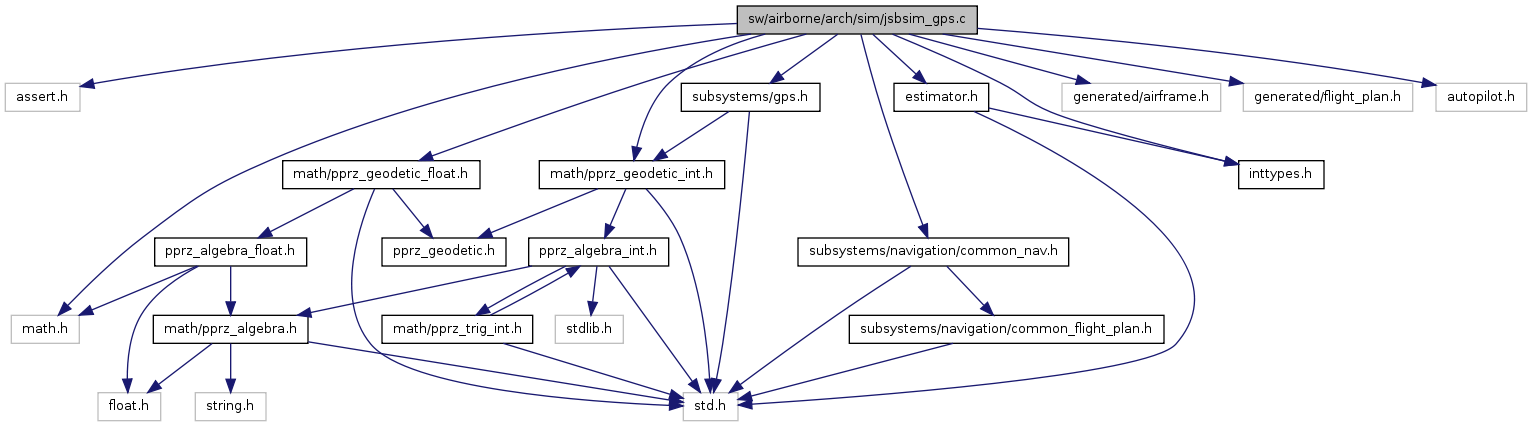 sw/airborne/arch/sim/jsbsim_gps.c
assert.h
subsystems/gps.h
estimator.h
generated/airframe.h
generated/flight_plan.h
autopilot.h
math/pprz_geodetic_float.h
math/pprz_geodetic_int.h
inttypes.h
pprz_algebra_float.h
pprz_geodetic.h
pprz_algebra_int.h
subsystems/navigation/common_nav.h
math.h
math/pprz_algebra.h
math/pprz_trig_int.h
stdlib.h
subsystems/navigation/common_flight_plan.h
float.h
string.h
std.h